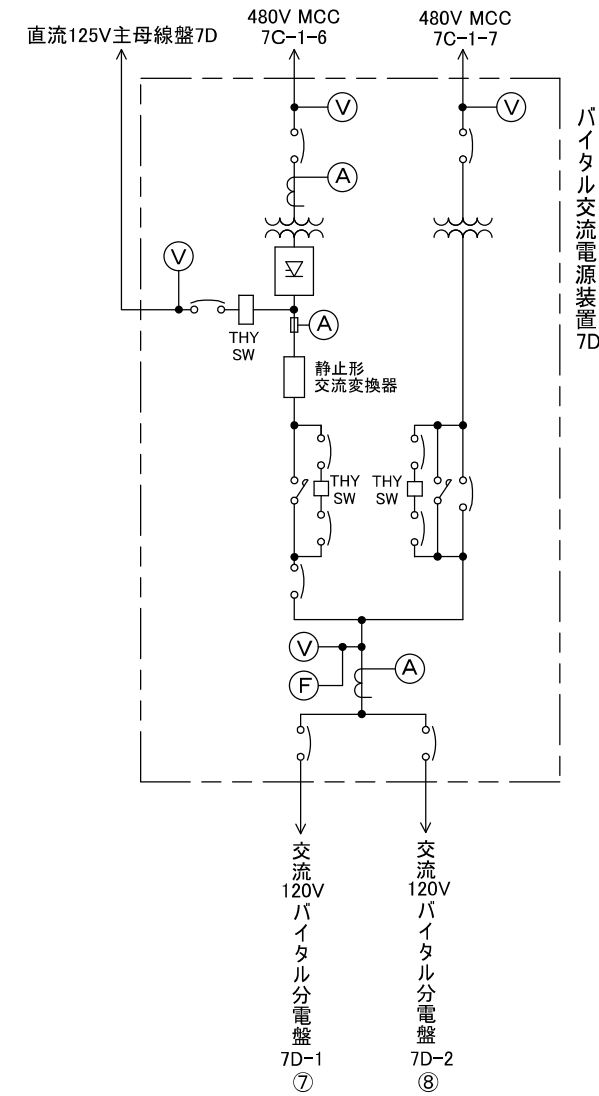 直流125V主母線盤7D
480V MCC
7C-1-6
480V MCC
7C-1-7
V
V
A
バイタル交流電源装置7D
V
THY
SW
A
静止形
交流変換器
THY
SW
THY
SW
V
F
A
交流
120V
バイタル分電盤
7D-1
⑦
交流
120V
バイタル分電盤
7D-2
⑧